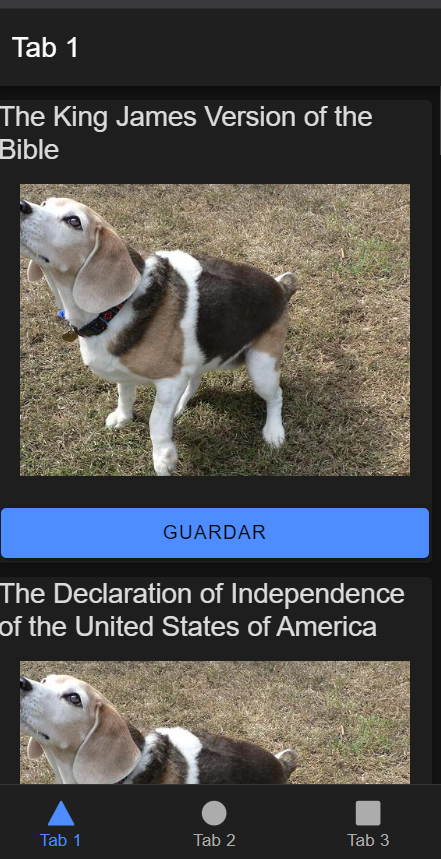 Tab 1
The King James Version of the
Bible
GUARDAR
The Declaration of Independence
of the United States of America
Tab 1
Tab 2
Tab 3